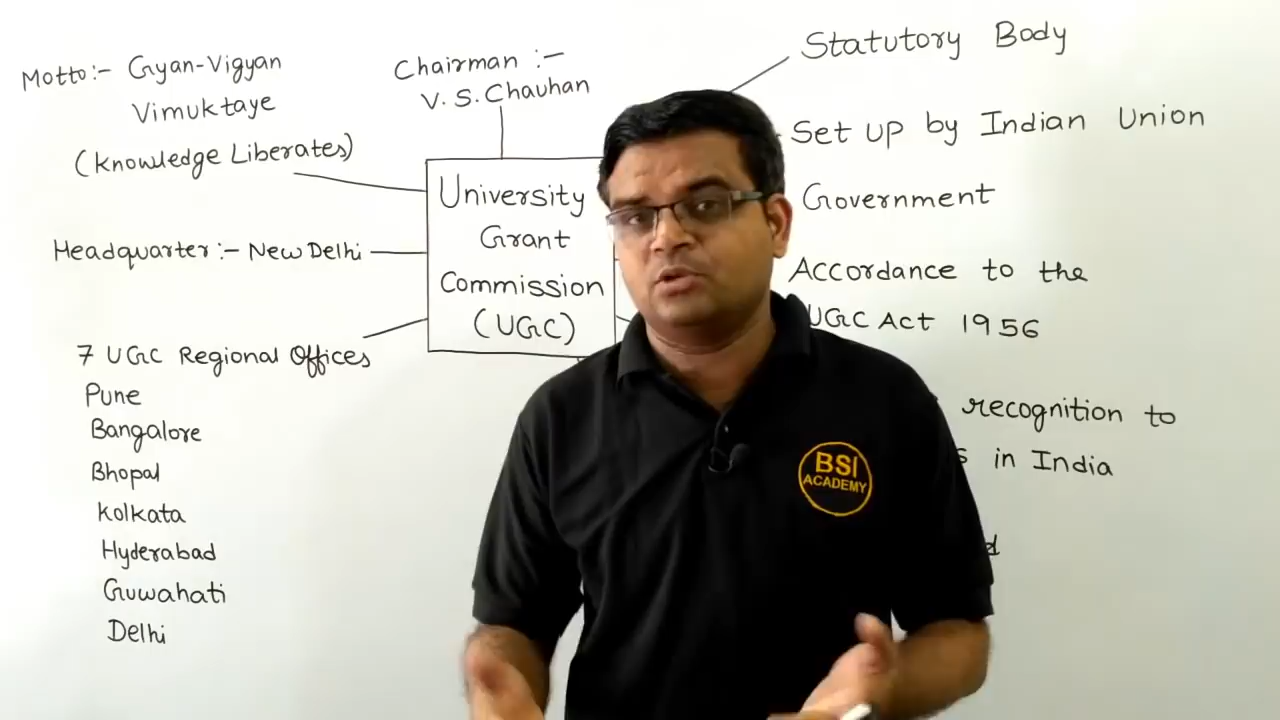 Motto:- Gyan-Vigyan
Vimuktaye
(Knowledge Liberates)
Headquarter:- New Delhi
7 UGC Regional Offices
Pune
Bangalore
Bhopal
Kolkata
Hyderabad
Guwahati
Delhi
Chairman :-
V. S. Chauhan
University
Grant
Commission
(UGC)
Statutory Body
Set up by Indian Union
Government
Accordance to the
UGC Act 1956
recognition to
in India
BSI
ACADEMY